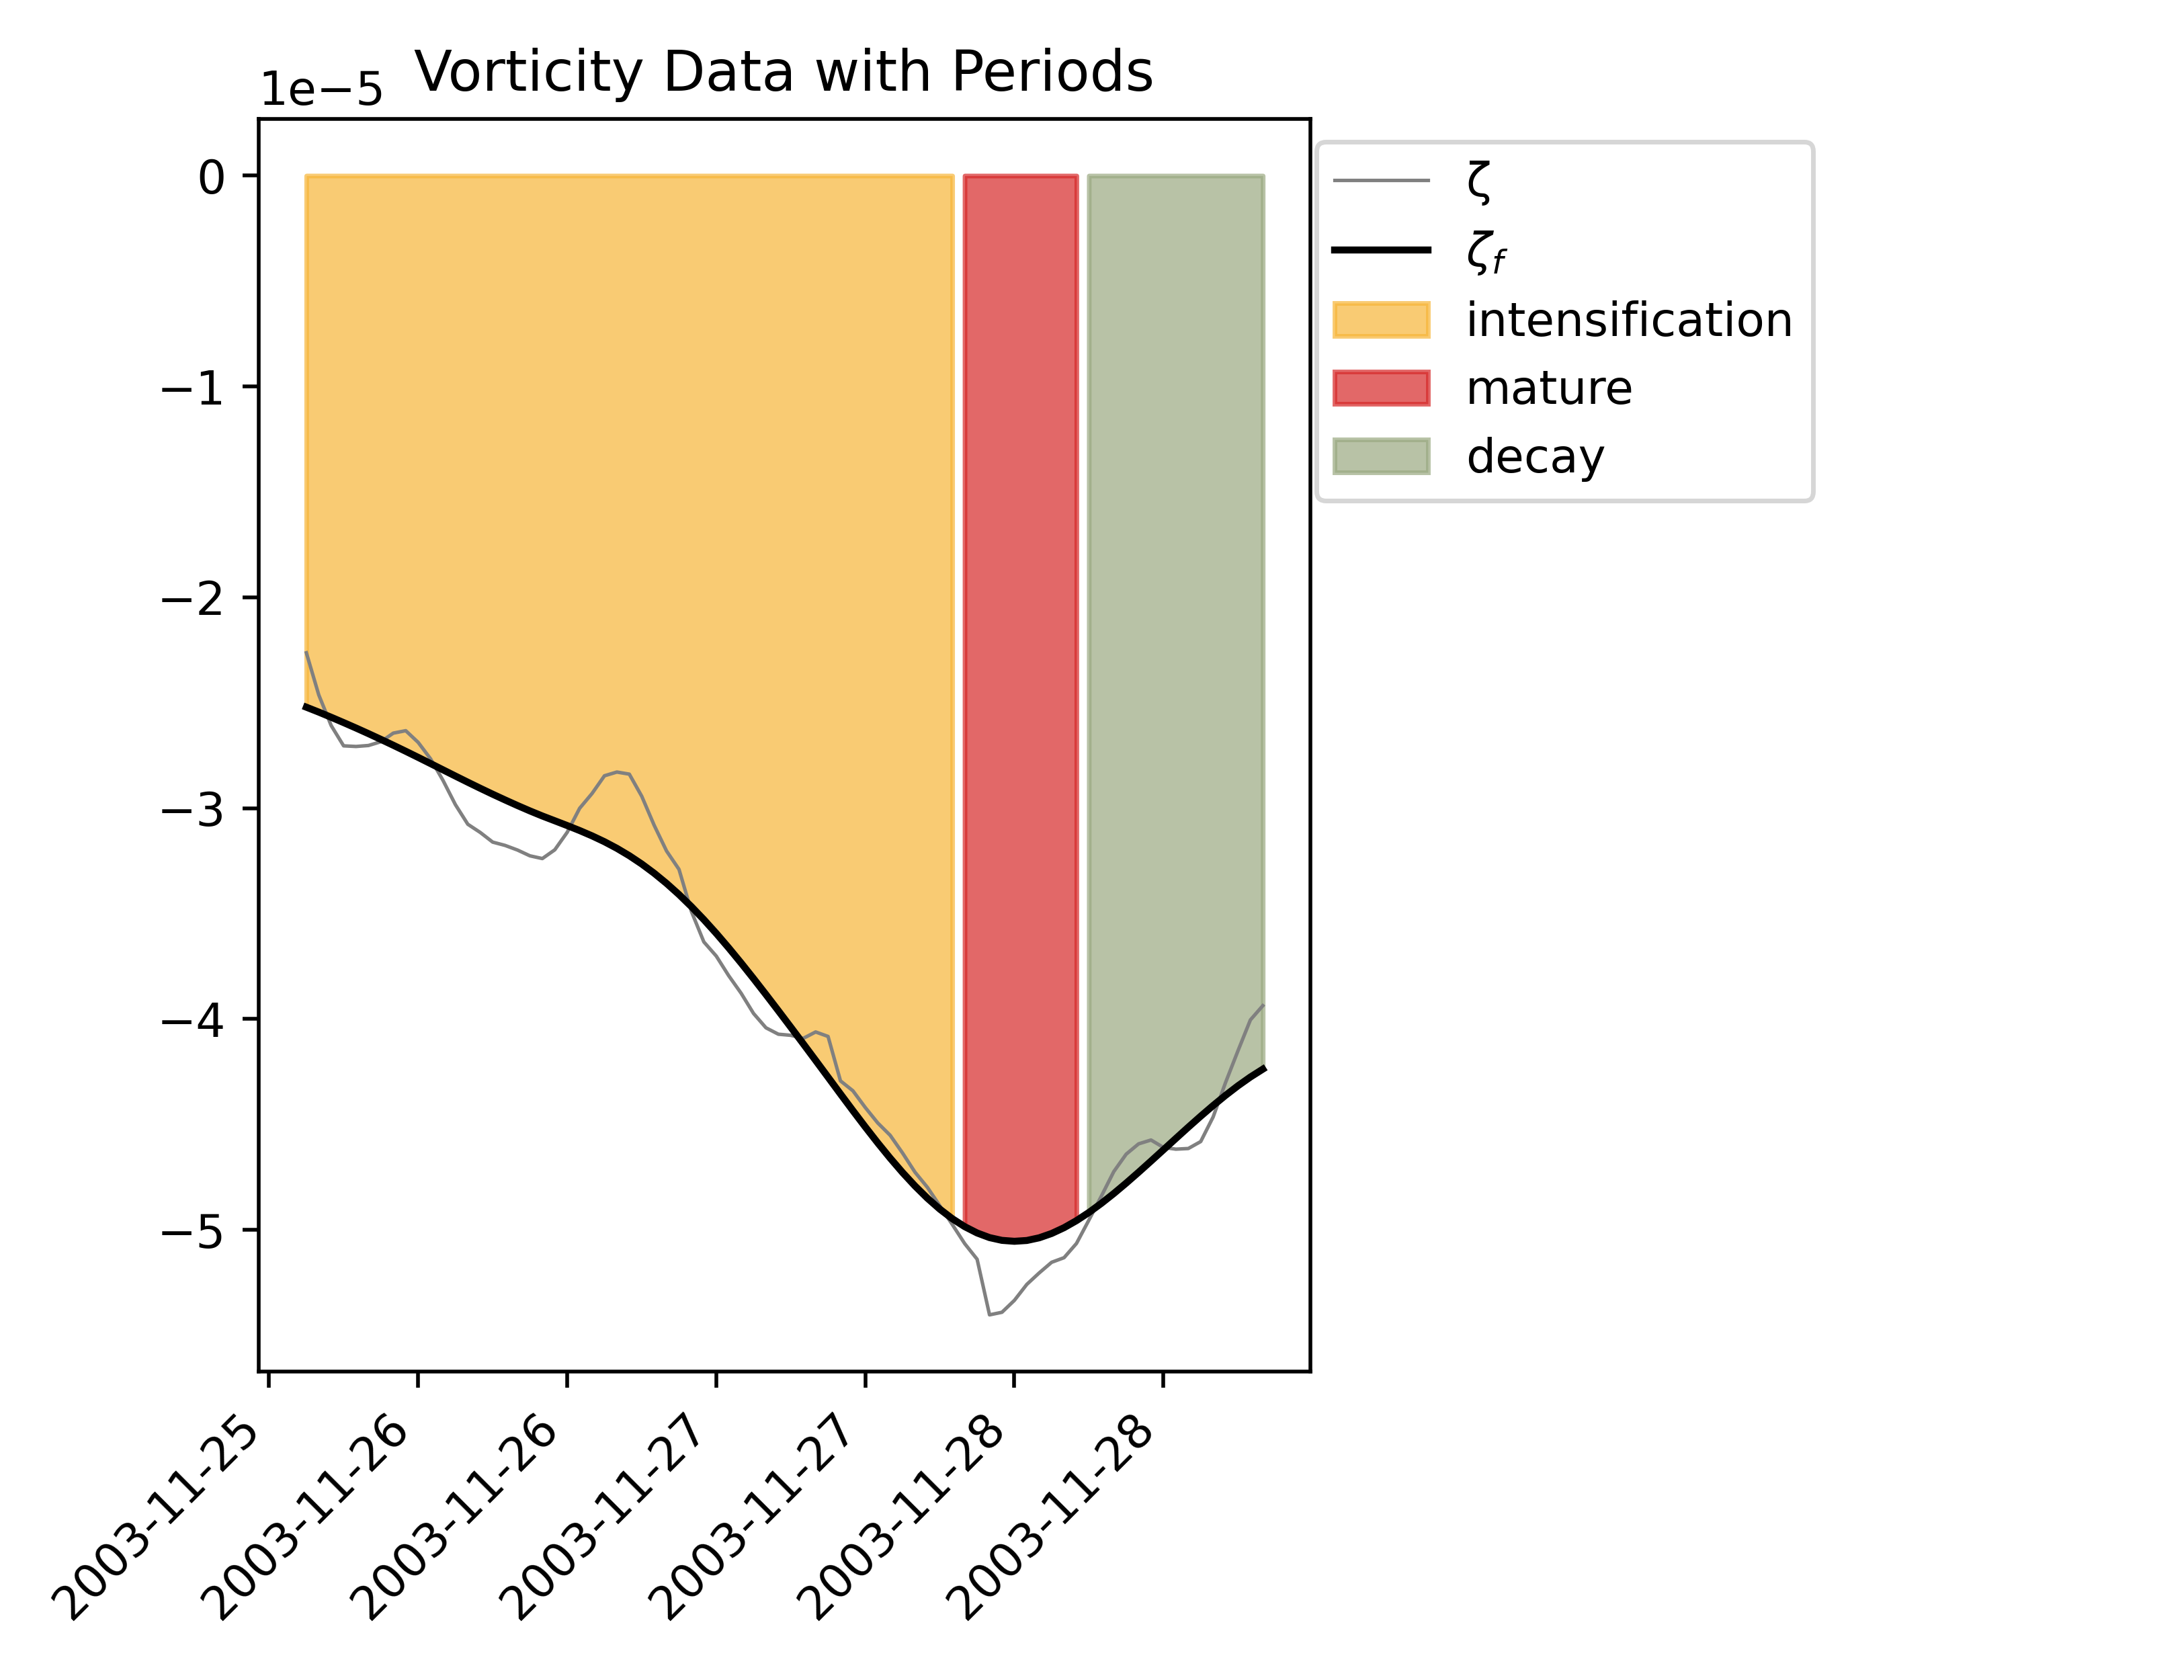 Vorticity Data with Periods
1e−5
0
−1
−2
−3
−4
−5
2003-11-25
2003-11-26
2003-11-26
2003-11-27
2003-11-27
2003-11-28
2003-11-28
ζ
ζf
intensification
mature
decay